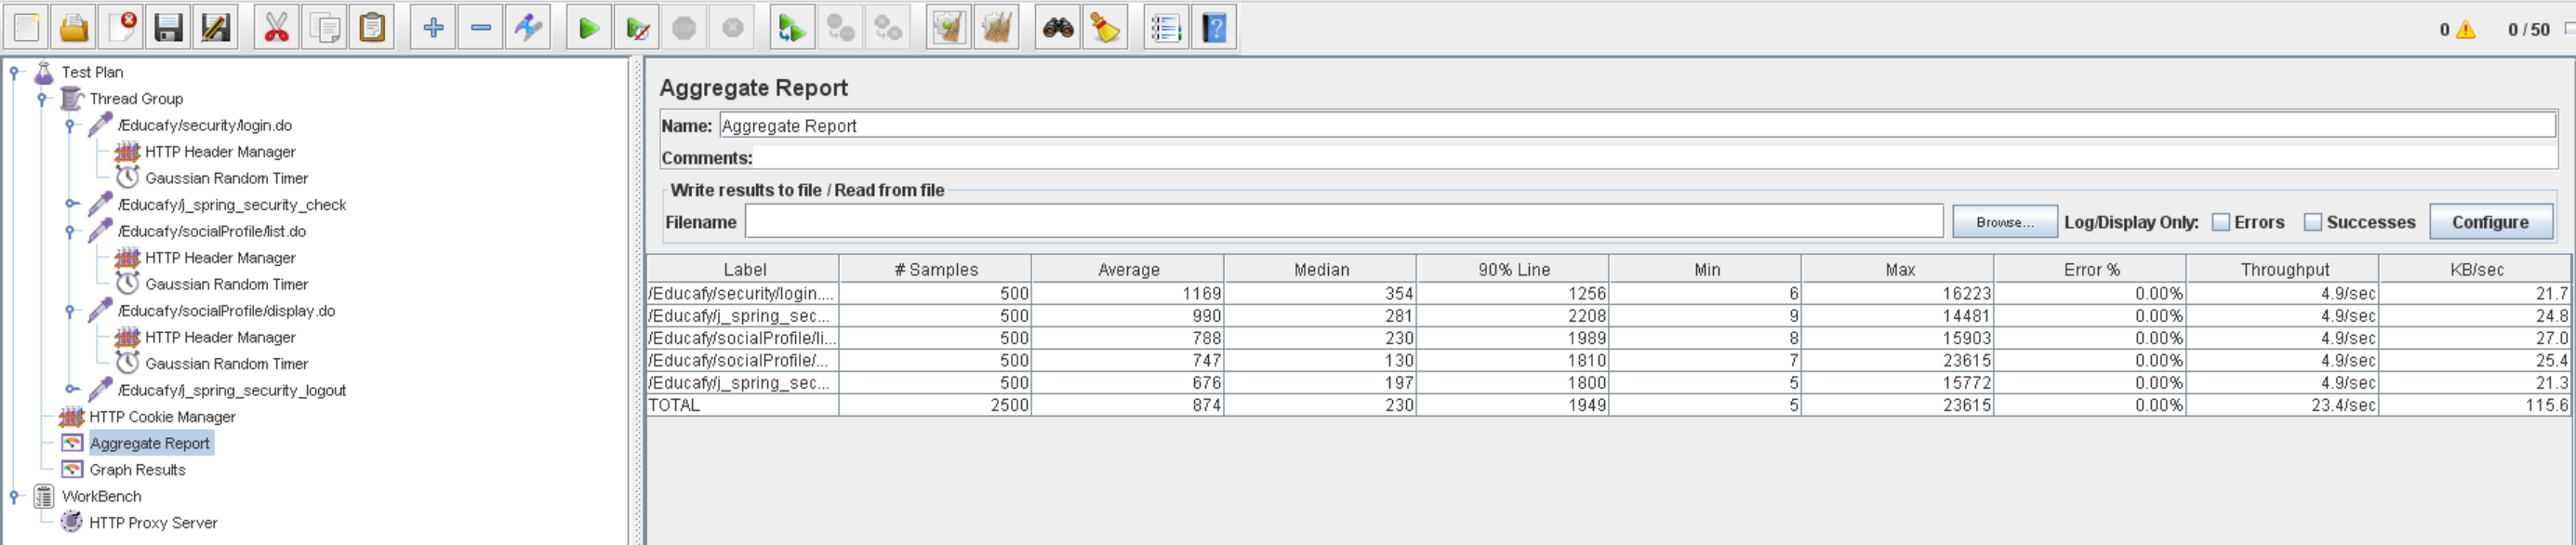 0 0 / 50
Test Plan
Thread Group
/Educafy/security/login.do
HTTP Header Manager
Gaussian Random Timer
/Educafy/j_spring_security_check
/Educafy/socialProfile/list.do
HTTP Header Manager
Gaussian Random Timer
/Educafy/socialProfile/display.do
HTTP Header Manager
Gaussian Random Timer
/Educafy/j_spring_security_logout
HTTP Cookie Manager
Aggregate Report
Graph Results
WorkBench
HTTP Proxy Server
Aggregate Report
Name: Aggregate Report
Comments:
Write results to file / Read from file
Filename Browse... Log/Display Only: Errors Successes Configure
Label # Samples Average Median 90% Line Min Max Error % Throughput KB/sec
/Educafy/security/login.... 500 1169 354 1256 6 16223 0.00% 4.9/sec 21.7
/Educafy/j_spring_sec... 500 990 281 2208 9 14481 0.00% 4.9/sec 24.8
/Educafy/socialProfile/li... 500 788 230 1989 8 15903 0.00% 4.9/sec 27.0
/Educafy/socialProfile/... 500 747 130 1810 7 23615 0.00% 4.9/sec 25.4
/Educafy/j_spring_sec... 500 676 197 1800 5 15772 0.00% 4.9/sec 21.3
TOTAL 2500 874 230 1949 5 23615 0.00% 23.4/sec 115.6